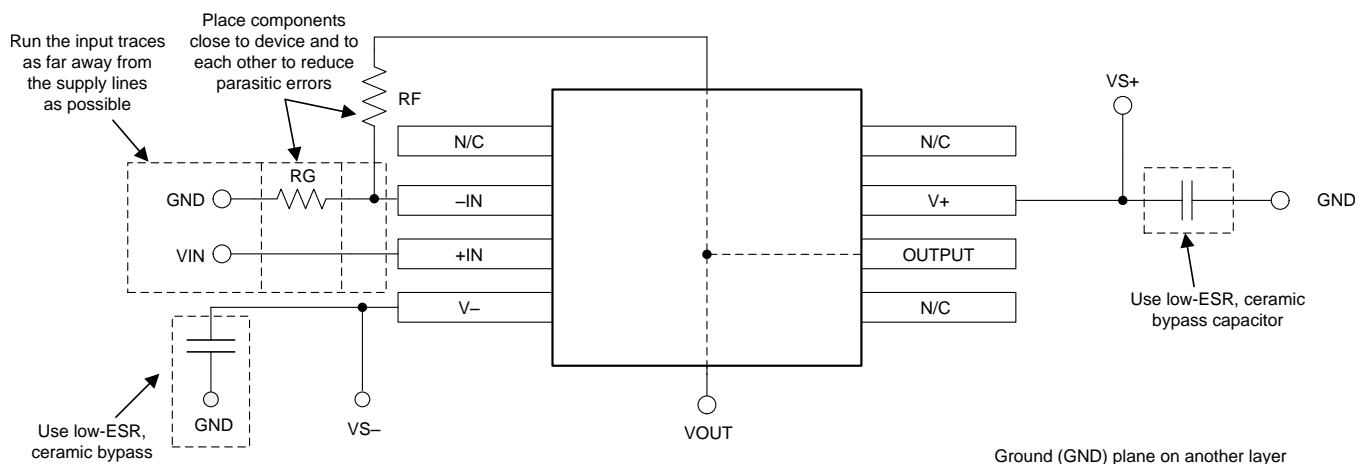 Place components
close to device and to
each other to reduce
parasitic errors
Run the input traces
as far away from
the supply lines
as possible
RF
VS+
N/C
N/C
RG
GND
–IN
V+
GND
VIN
+IN
OUTPUT
V–
N/C
Use low-ESR, ceramic
bypass capacitor
GND
VS–
VOUT
Use low-ESR,
ceramic bypass
Ground (GND) plane on another layer